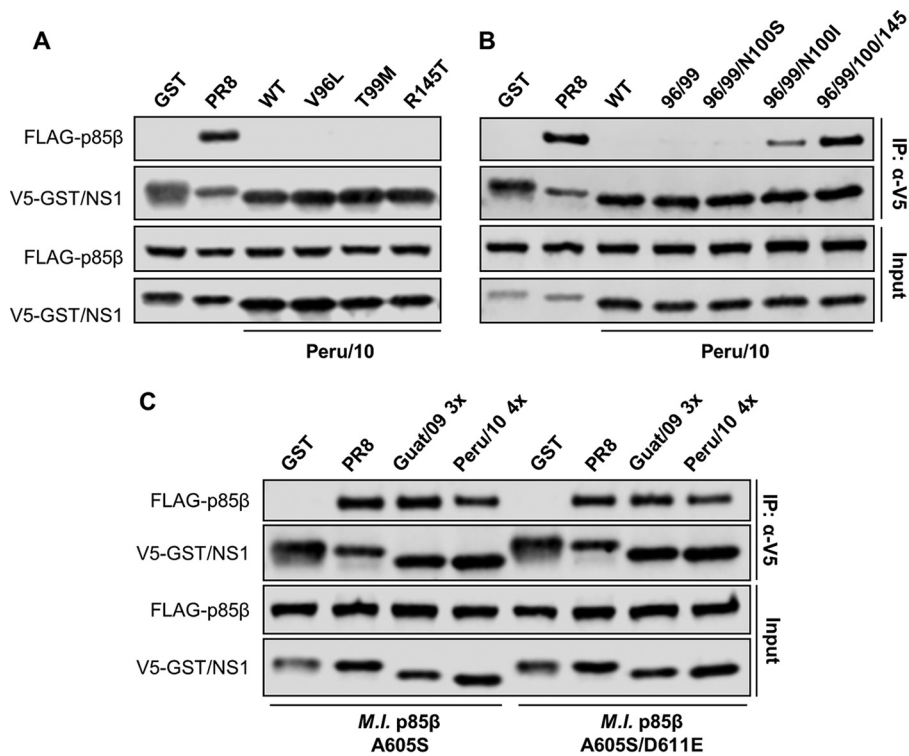 A
GST
PR8
WT
V96L
T99M
R145T
FLAG-p85β
V5-GST/NS1
FLAG-p85β
V5-GST/NS1
Peru/10
B
GST
PR8
WT
96/99
96/99/N100S
96/99/N100I
96/99/100/145
IP: α-V5
Input
Peru/10
C
GST
PR8
Guat/09 3x
Peru/10 4x
GST
PR8
Guat/09 3x
Peru/10 4x
FLAG-p85β
V5-GST/NS1
FLAG-p85β
V5-GST/NS1
IP: α-V5
Input
M.l. p85β
A605S
M.l. p85β
A605S/D611E